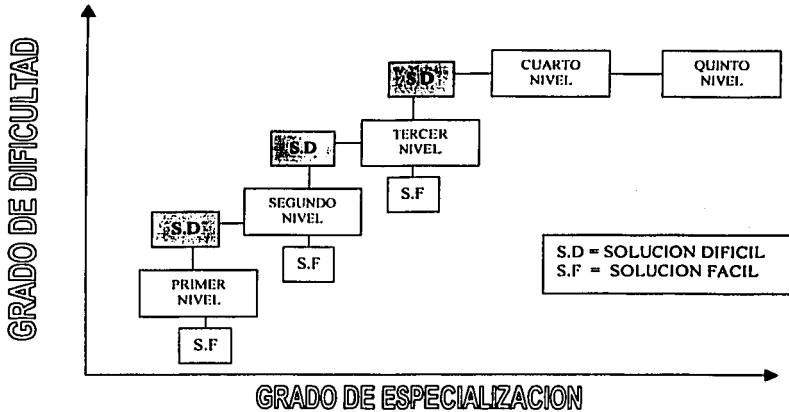 GRADO DE DIFICULTAD
S.D
CUARTO
NIVEL
QUINTO
NIVEL
S.D
TERCER
NIVEL
S.F
S.D
SEGUNDO
NIVEL
S.F
PRIMER
NIVEL
S.F
S.D = SOLUCION DIFICIL
S.F = SOLUCION FACIL
GRADO DE ESPECIALIZACION